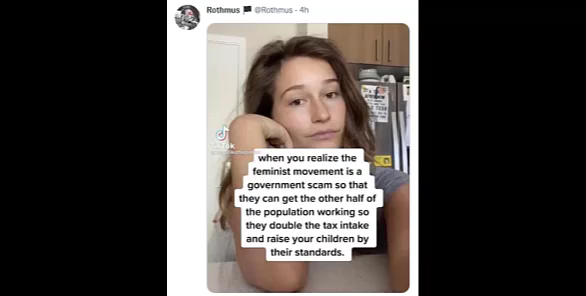 Rothmus @Rothmus · 4h
when you realize the
feminist movement is a
government scam so that
they can get the other half of
the population working so
they double the tax intake
and raise your children by
their standards.